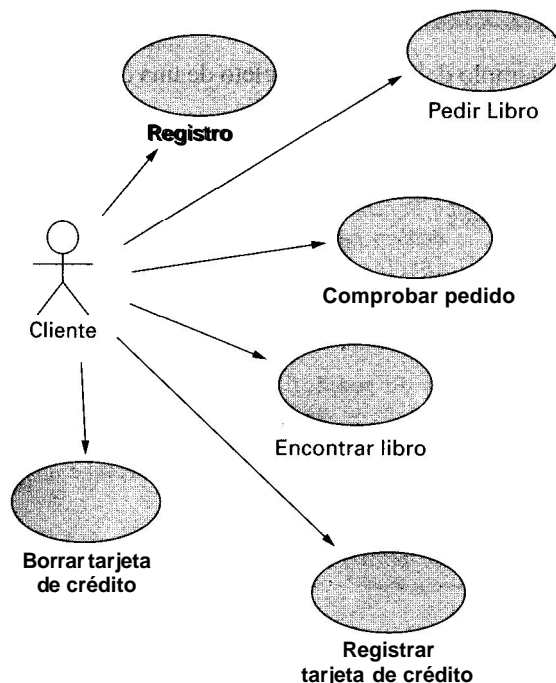 Registro
Pedir Libro
Comprobar pedido
Cliente
Encontrar libro
Borrar tarjeta
de crédito
Registrar
tarjeta de crédito